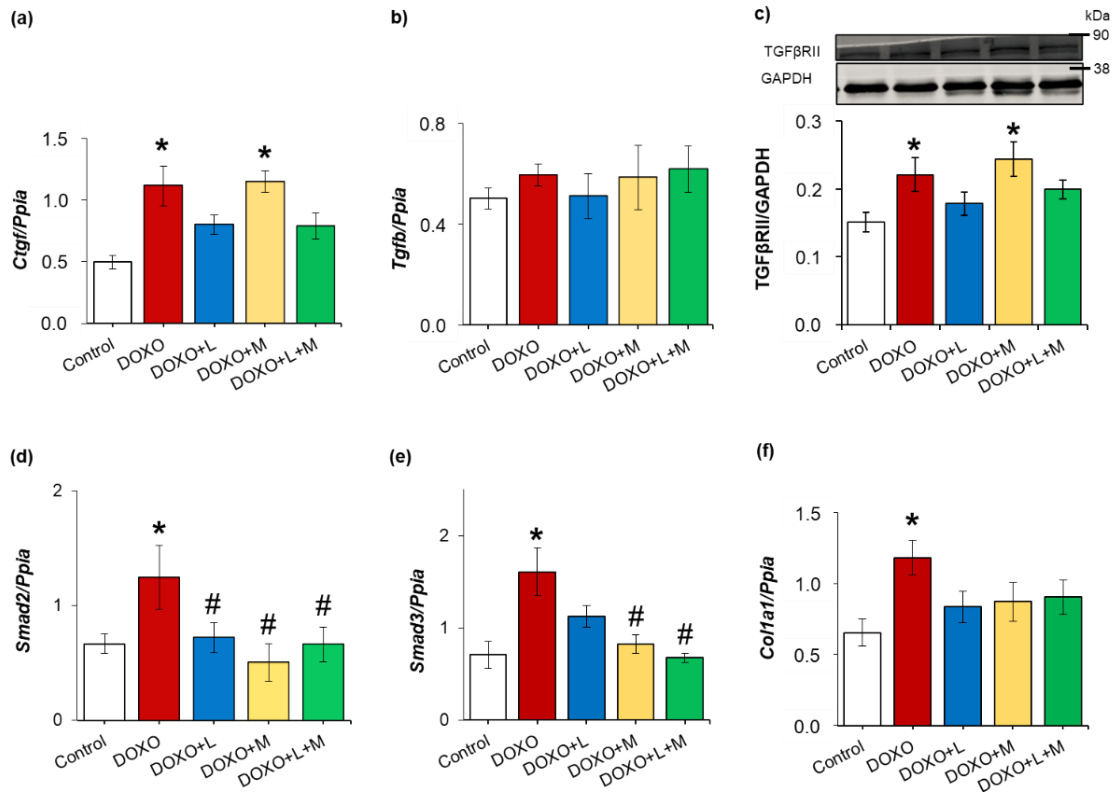 (a)
Ctgf/Ppia
1.5
1.0
0.5
0.0
*
*
Control
DOXO
DOXO+L
DOXO+M
DOXO+L+M
(b)
Tgfb/Ppia
0.8
0.4
0.0
Control
DOXO
DOXO+L
DOXO+M
DOXO+L+M
c)
kDa
TGFβRII
90
GAPDH
38
TGFβRII/GAPDH
0.3
0.2
0.1
0.0
*
*
Control
DOXO
DOXO+L
DOXO+M
DOXO+L+M
(d)
Smad2/Ppia
2
1
0
*
#
#
#
Control
DOXO
DOXO+L
DOXO+M
DOXO+L+M
(e)
Smad3/Ppia
2
1
0
*
#
#
Control
DOXO
DOXO+L
DOXO+M
DOXO+L+M
(f)
Col1a1/Ppia
1.5
1.0
0.5
0.0
*
Control
DOXO
DOXO+L
DOXO+M
DOXO+L+M